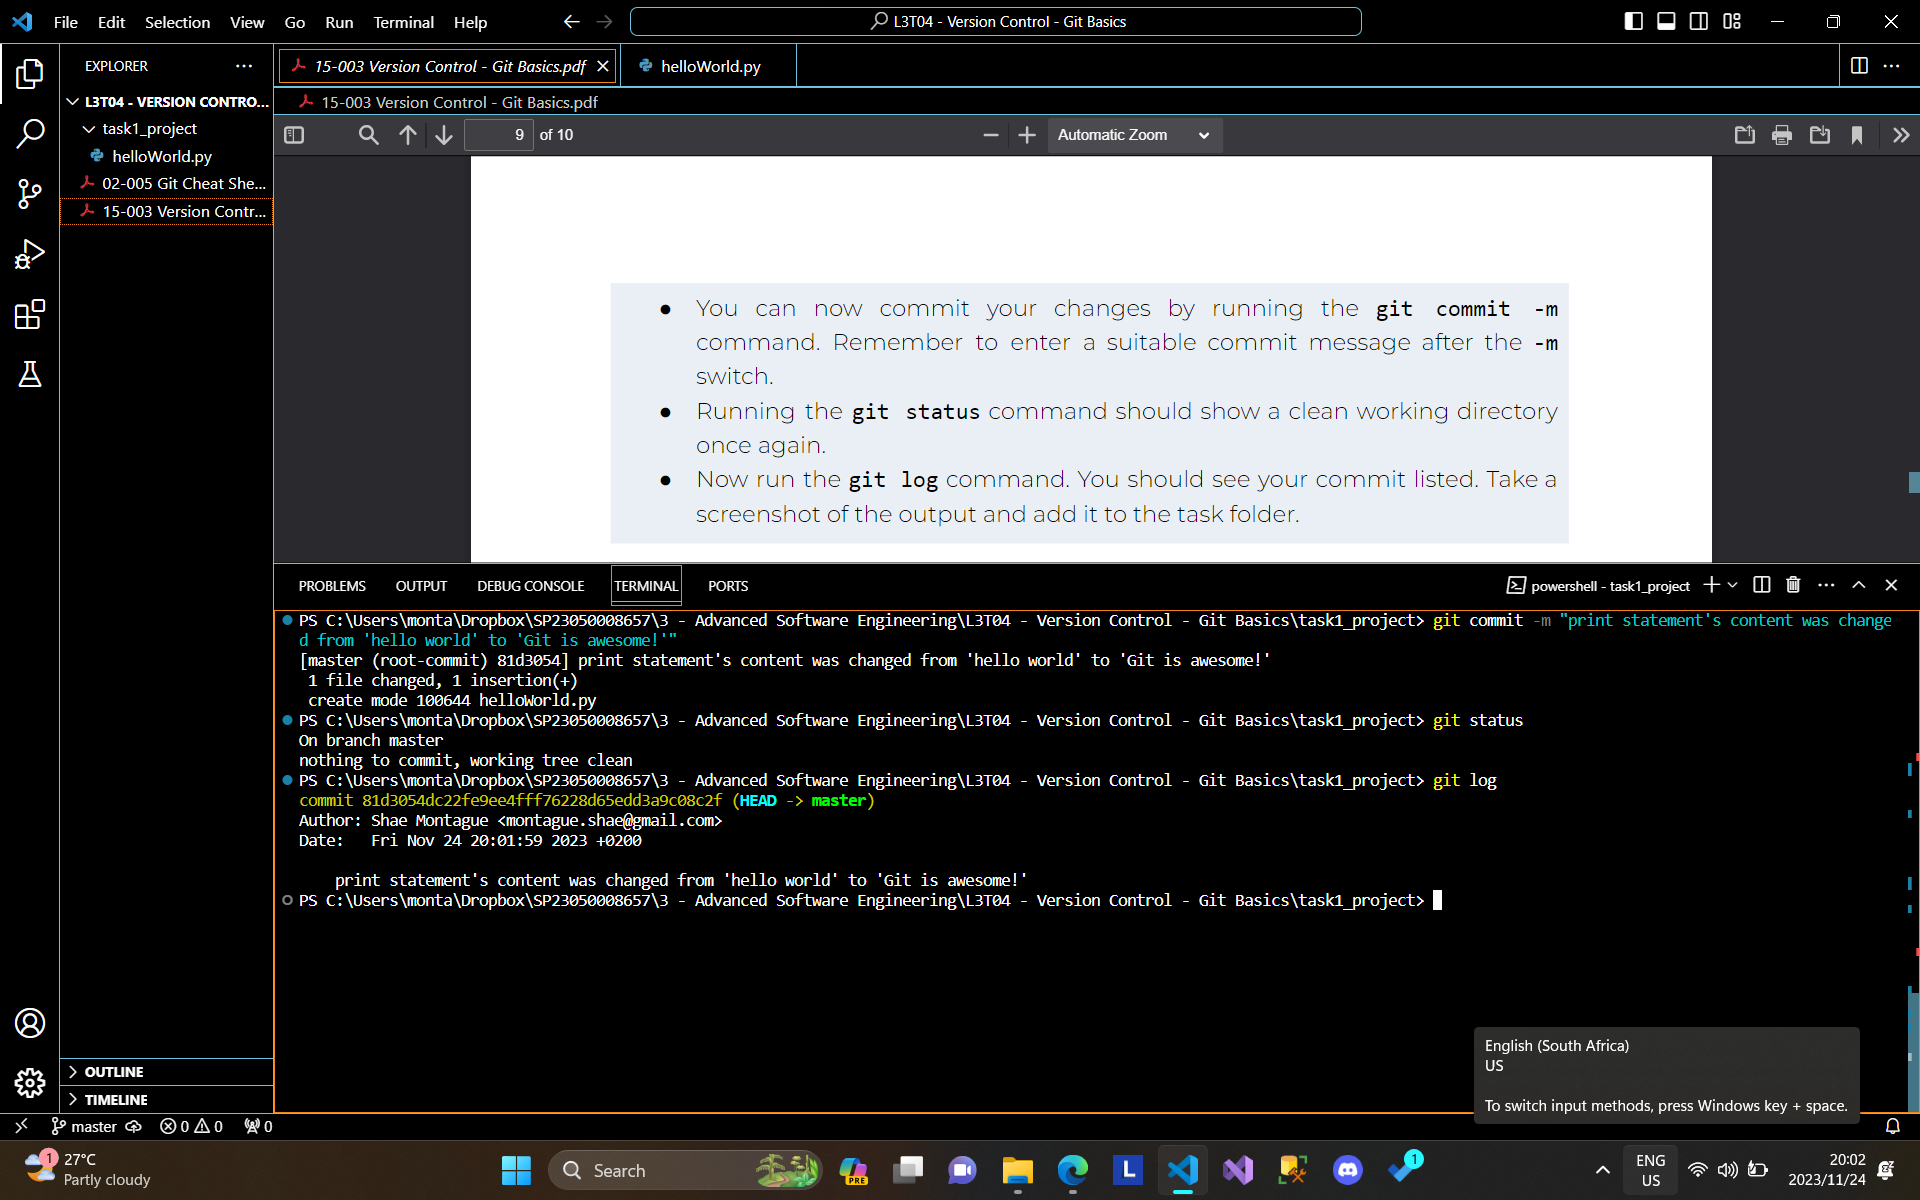 File Edit Selection View Go Run Terminal Help
L3T04 - Version Control - Git Basics
EXPLORER
15-003 Version Control - Git Basics.pdf
helloWorld.py
L3T04 - VERSION CONTRO...
task1_project
helloWorld.py
02-005 Git Cheat She...
15-003 Version Contr...
15-003 Version Control - Git Basics.pdf
9 of 10
Automatic Zoom
● You can now commit your changes by running the git commit -m
command. Remember to enter a suitable commit message after the -m
switch.
● Running the git status command should show a clean working directory
once again.
● Now run the git log command. You should see your commit listed. Take a
screenshot of the output and add it to the task folder.
PROBLEMS OUTPUT DEBUG CONSOLE TERMINAL PORTS
powershell - task1_project
PS C:\Users\monta\Dropbox\SP23050008657\3 - Advanced Software Engineering\L3T04 - Version Control - Git Basics\task1_project> git commit -m "print statement's content was change
d from 'hello world' to 'Git is awesome!'"
[master (root-commit) 81d3054] print statement's content was changed from 'hello world' to 'Git is awesome!'
1 file changed, 1 insertion(+)
create mode 100644 helloWorld.py
PS C:\Users\monta\Dropbox\SP23050008657\3 - Advanced Software Engineering\L3T04 - Version Control - Git Basics\task1_project> git status
On branch master
nothing to commit, working tree clean
PS C:\Users\monta\Dropbox\SP23050008657\3 - Advanced Software Engineering\L3T04 - Version Control - Git Basics\task1_project> git log
commit 81d3054dc22fe9ee4fff76228d65edd3a9c08c2f (HEAD -> master)
Author: Shae Montague <montague.shae@gmail.com>
Date: Fri Nov 24 20:01:59 2023 +0200
print statement's content was changed from 'hello world' to 'Git is awesome!'
PS C:\Users\monta\Dropbox\SP23050008657\3 - Advanced Software Engineering\L3T04 - Version Control - Git Basics\task1_project>
OUTLINE
TIMELINE
English (South Africa)
US
To switch input methods, press Windows key + space.
master 0 0 0
1
27°C
Partly cloudy
Search
PRE
L
1
ENG
US
20:02
2023/11/24